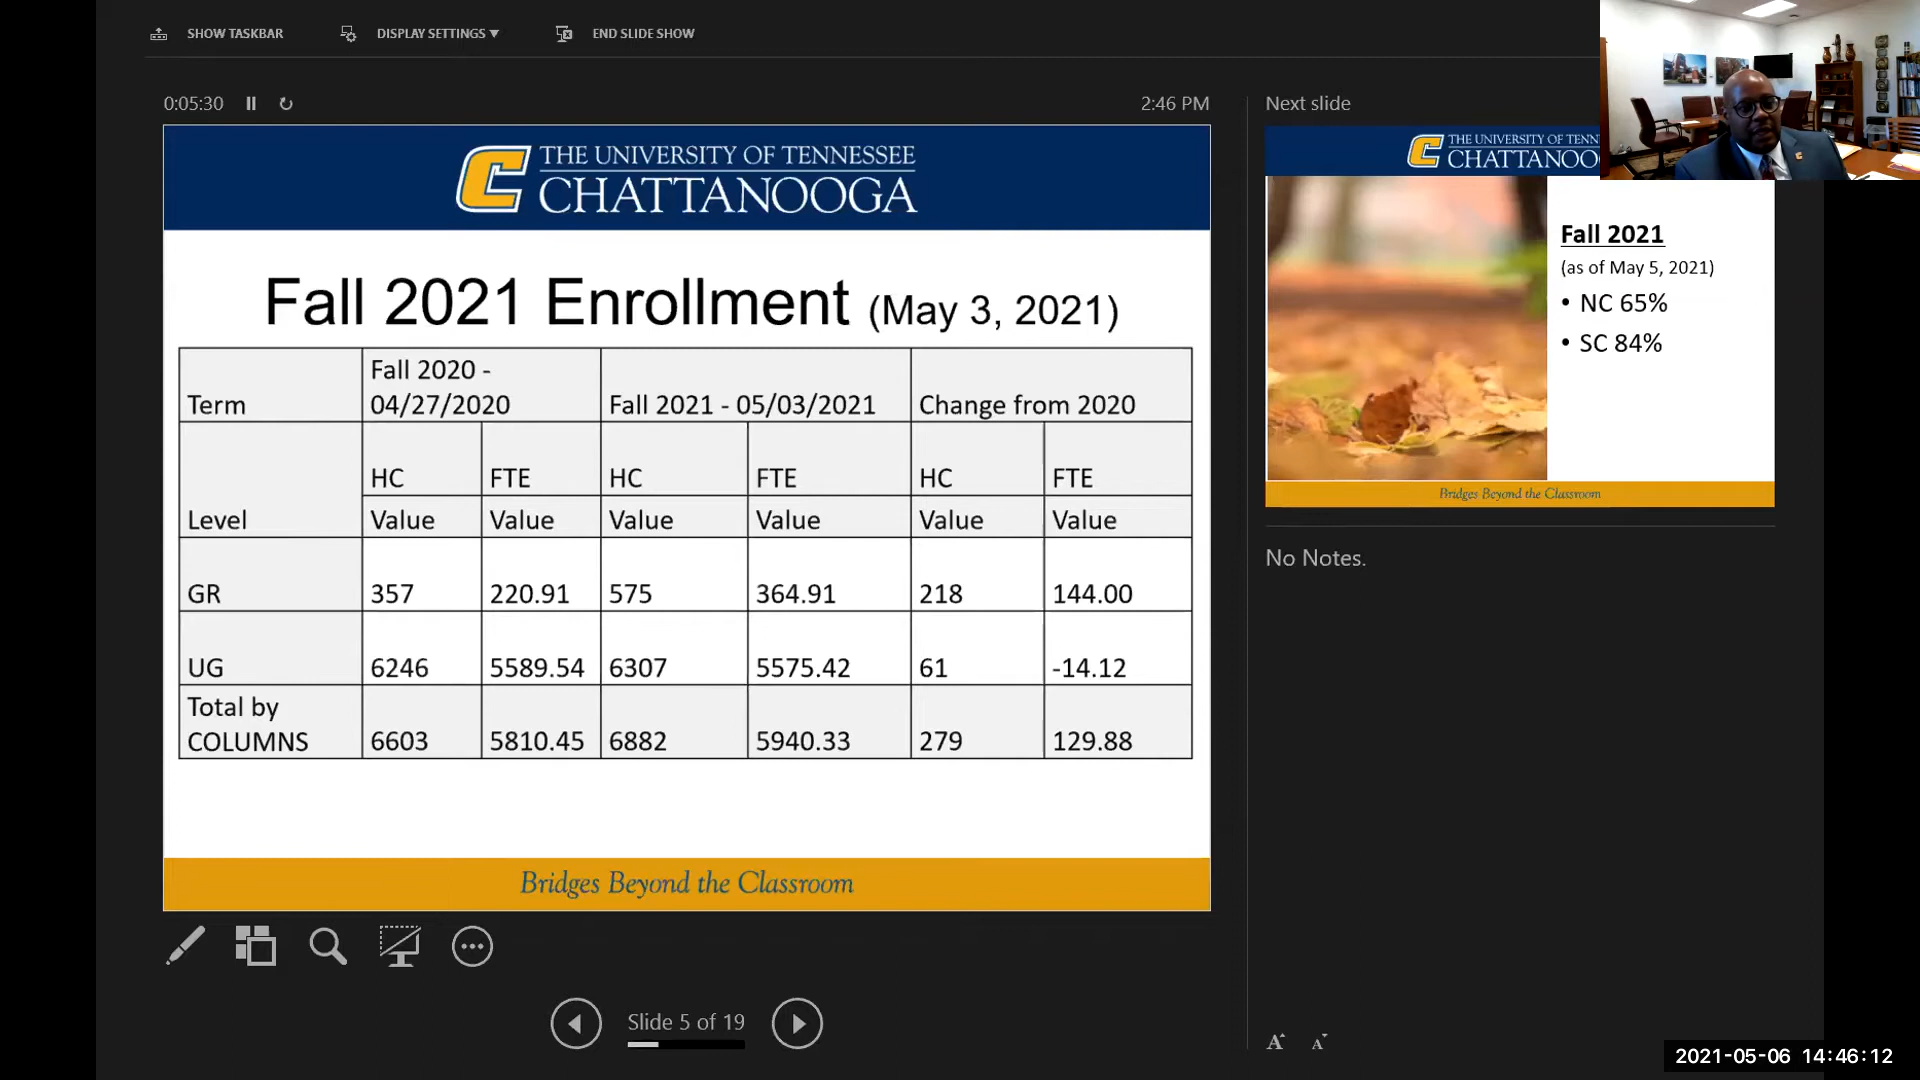 SHOW TASKBAR
DISPLAY SETTINGS ▼
END SLIDE SHOW
0:05:30
2:46 PM
THE UNIVERSITY OF TENNESSEE
CHATTANOOGA
Fall 2021 Enrollment (May 3, 2021)
Term
Fall 2020 -
04/27/2020
Fall 2021 - 05/03/2021
Change from 2020
Level
HC
FTE
HC
FTE
HC
FTE
Value
Value
Value
Value
Value
Value
GR
357
220.91
575
364.91
218
144.00
UG
6246
5589.54
6307
5575.42
61
-14.12
Total by
COLUMNS
6603
5810.45
6882
5940.33
279
129.88
Bridges Beyond the Classroom
Slide 5 of 19
Next slide
THE UNIVERSITY OF TENN
CHATTANOO
Fall 2021
(as of May 5, 2021)
• NC 65%
• SC 84%
Bridges Beyond the Classroom
No Notes.
A A
2021-05-06 14:46:12